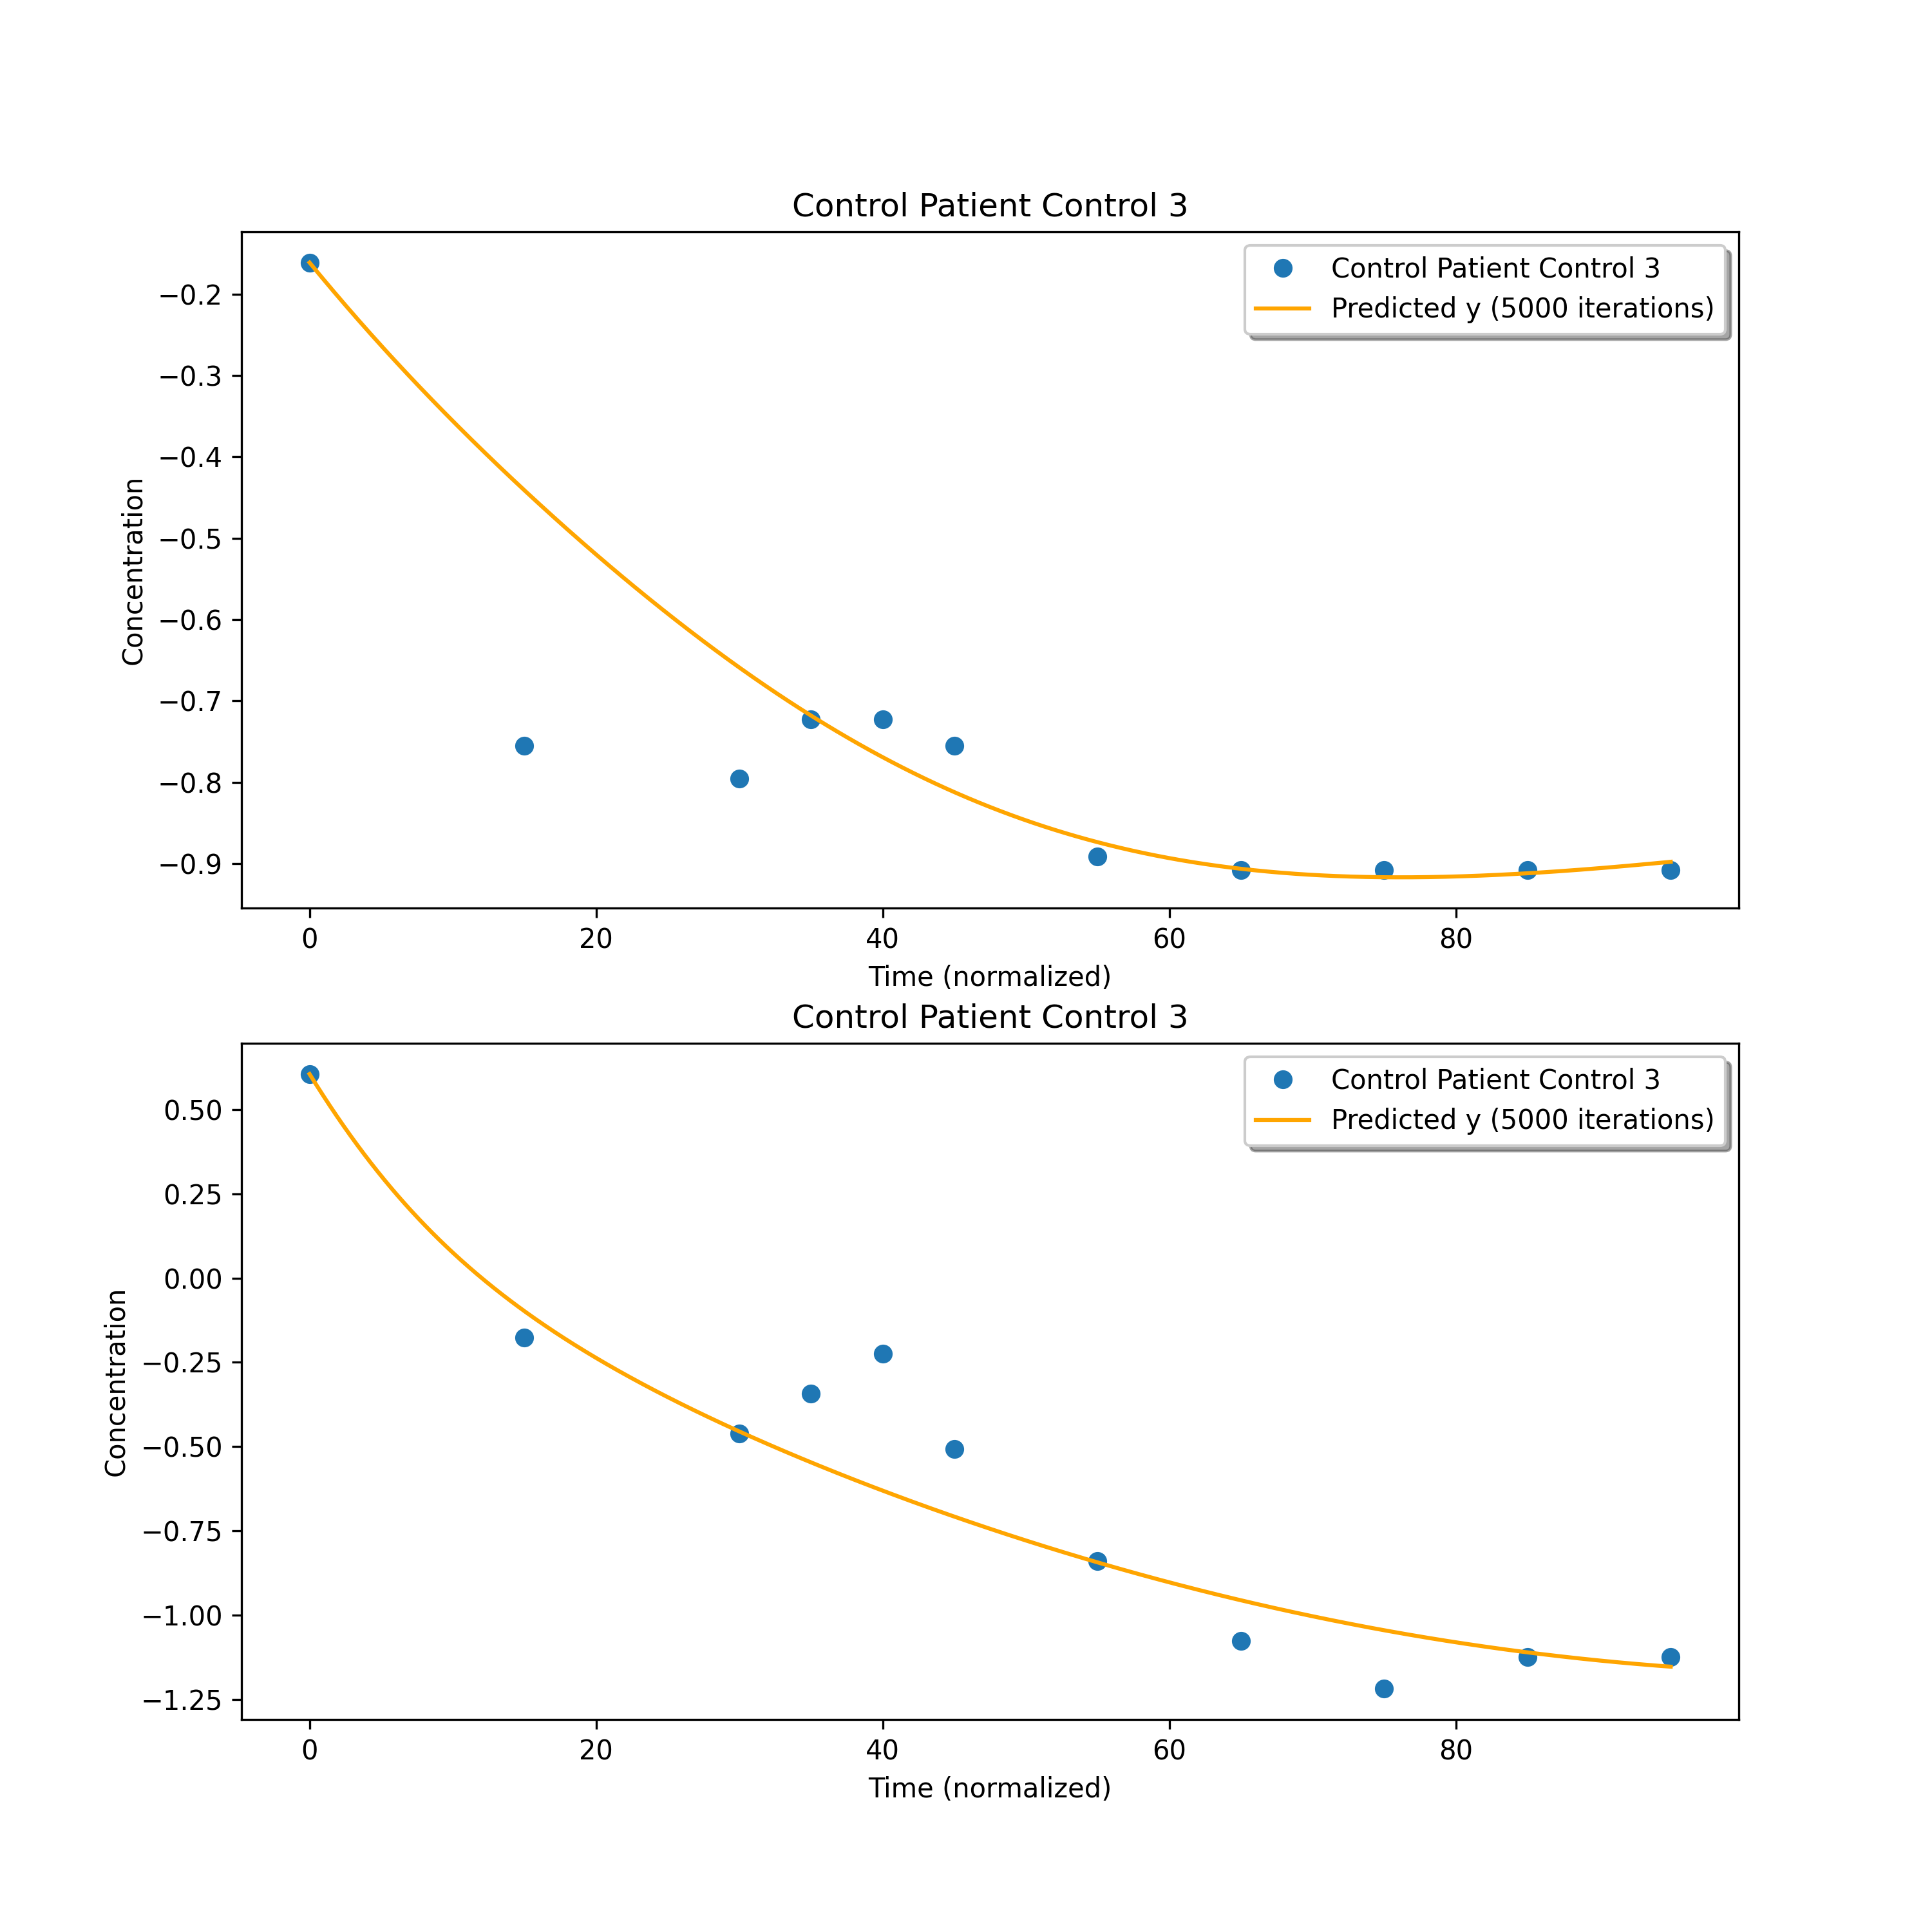 Control Patient Control 3
Control Patient Control 3
Predicted y (5000 iterations)
−0.2
−0.3
−0.4
−0.5
−0.6
−0.7
−0.8
−0.9
Concentration
0 20 40 60 80
Time (normalized)
Control Patient Control 3
Control Patient Control 3
Predicted y (5000 iterations)
0.50
0.25
0.00
−0.25
−0.50
−0.75
−1.00
−1.25
Concentration
0 20 40 60 80
Time (normalized)